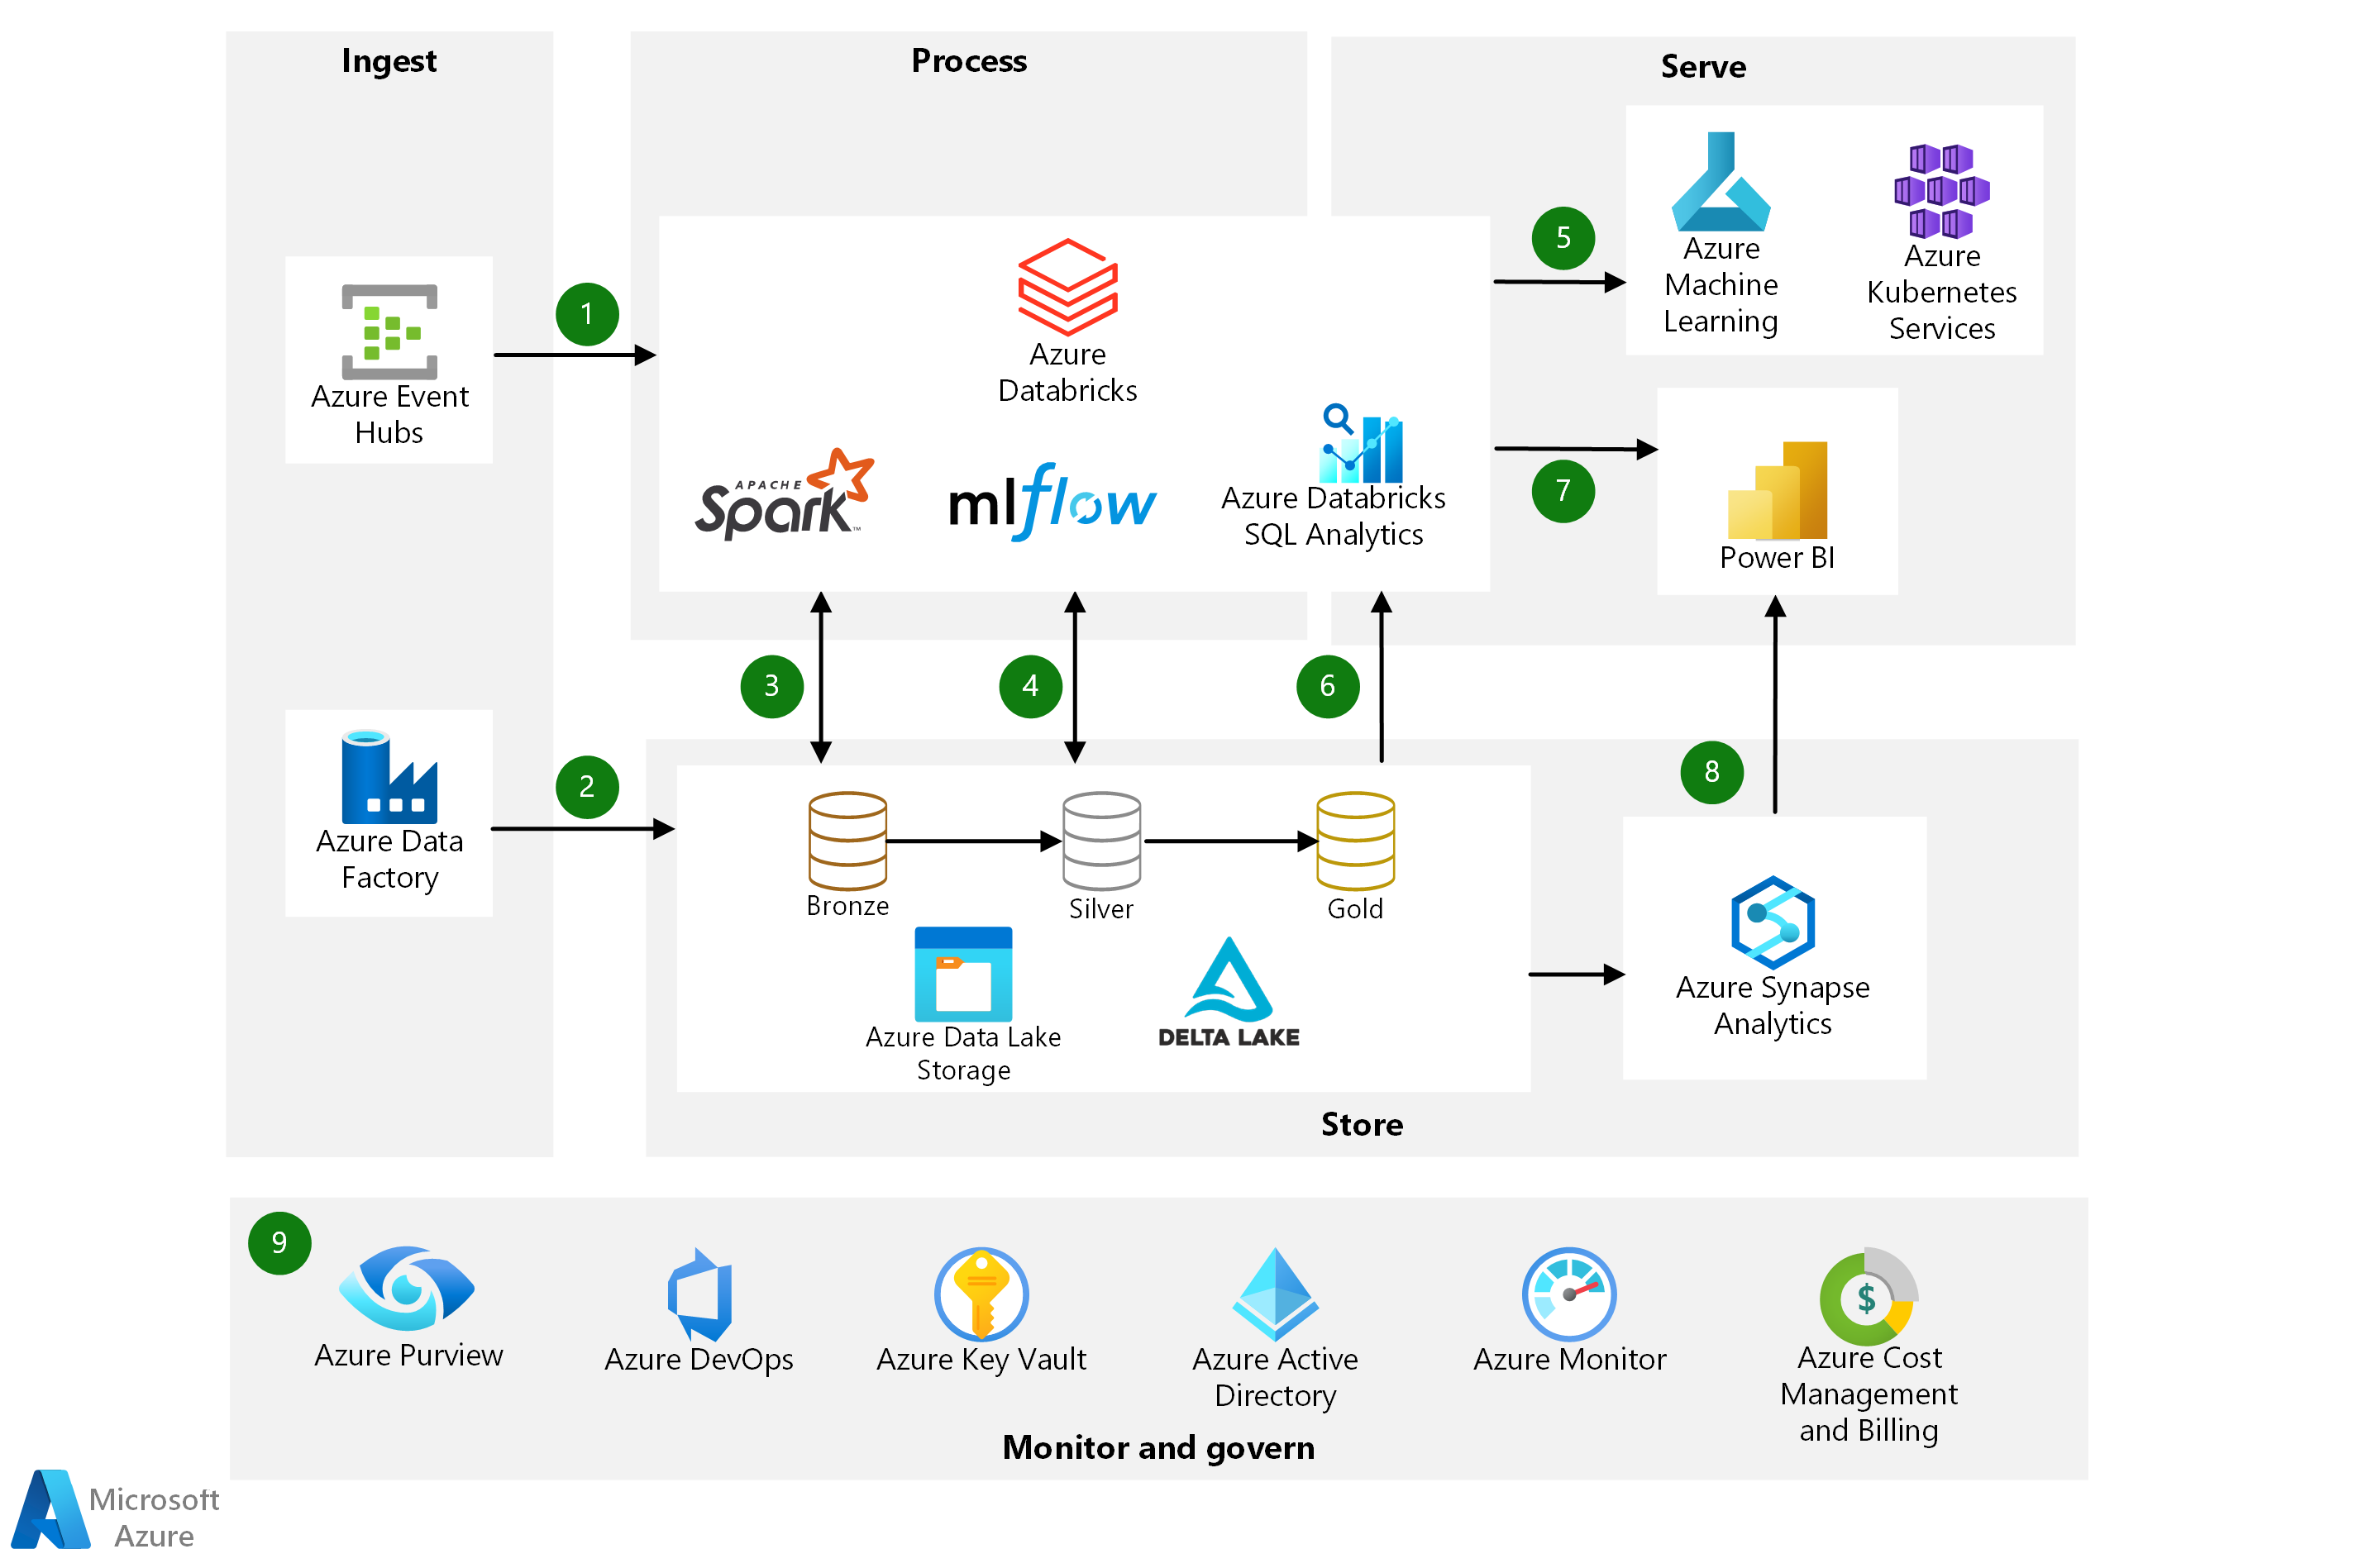 Ingest
Process
Serve
Azure Event
Hubs
1
Azure
Databricks
APACHE
Spark™
mlflow
Azure Databricks
SQL Analytics
5
Azure
Machine
Learning
Azure
Kubernetes
Services
7
Power BI
3
4
6
Azure Data
Factory
2
Bronze
Silver
Gold
Azure Data Lake
Storage
DELTA LAKE
8
Azure Synapse
Analytics
Store
9
Azure Purview
Azure DevOps
Azure Key Vault
Azure Active
Directory
Azure Monitor
$
Azure Cost
Management
and Billing
Monitor and govern
Microsoft
Azure